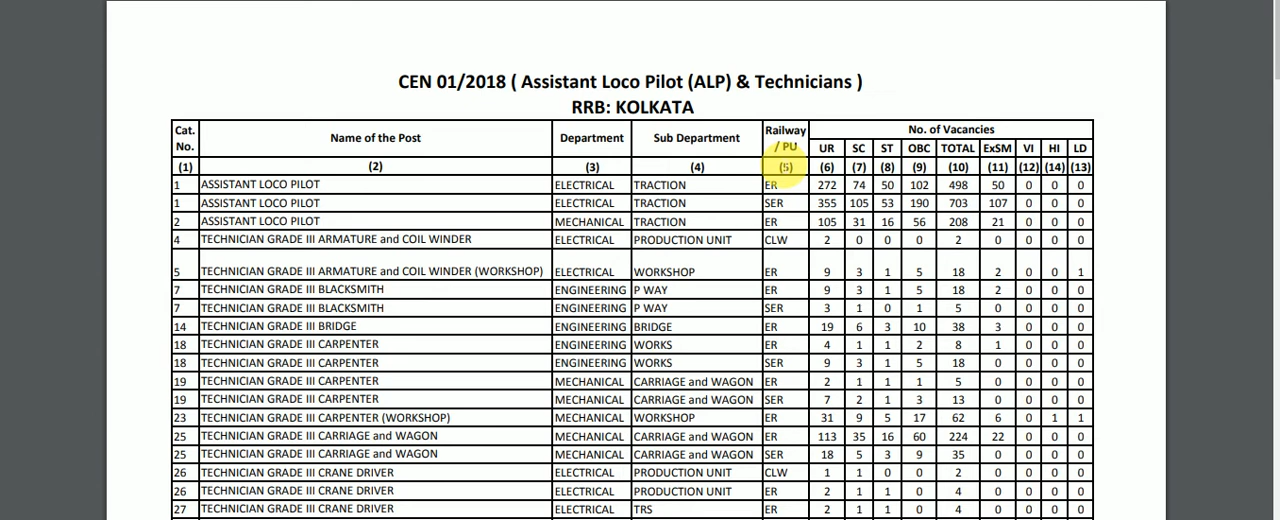 CEN 01/2018 ( Assistant Loco Pilot (ALP) & Technicians )
RRB: KOLKATA
Cat. No. Name of the Post Department Sub Department Railway / PU No. of Vacancies
UR SC ST OBC TOTAL ExSM VI HI LD
(1) (2) (3) (4) (5) (6) (7) (8) (9) (10) (11) (12) (14) (13)
1 ASSISTANT LOCO PILOT ELECTRICAL TRACTION ER 272 74 50 102 498 50 0 0 0
1 ASSISTANT LOCO PILOT ELECTRICAL TRACTION SER 355 105 53 190 703 107 0 0 0
2 ASSISTANT LOCO PILOT MECHANICAL TRACTION ER 105 31 16 56 208 21 0 0 0
4 TECHNICIAN GRADE III ARMATURE and COIL WINDER ELECTRICAL PRODUCTION UNIT CLW 2 0 0 0 2 0 0 0 0
5 TECHNICIAN GRADE III ARMATURE and COIL WINDER (WORKSHOP) ELECTRICAL WORKSHOP ER 9 3 1 5 18 2 0 0 1
7 TECHNICIAN GRADE III BLACKSMITH ENGINEERING P WAY ER 9 3 1 5 18 2 0 0 0
7 TECHNICIAN GRADE III BLACKSMITH ENGINEERING P WAY SER 3 1 0 1 5 0 0 0 0
14 TECHNICIAN GRADE III BRIDGE ENGINEERING BRIDGE ER 19 6 3 10 38 3 0 0 0
18 TECHNICIAN GRADE III CARPENTER ENGINEERING WORKS ER 4 1 1 2 8 1 0 0 0
18 TECHNICIAN GRADE III CARPENTER ENGINEERING WORKS SER 9 3 1 5 18 0 0 0 0
19 TECHNICIAN GRADE III CARPENTER MECHANICAL CARRIAGE and WAGON ER 2 1 1 1 5 0 0 0 0
19 TECHNICIAN GRADE III CARPENTER MECHANICAL CARRIAGE and WAGON SER 7 2 1 3 13 0 0 0 0
23 TECHNICIAN GRADE III CARPENTER (WORKSHOP) MECHANICAL WORKSHOP ER 31 9 5 17 62 6 0 1 1
25 TECHNICIAN GRADE III CARRIAGE and WAGON MECHANICAL CARRIAGE and WAGON ER 113 35 16 60 224 22 0 0 0
25 TECHNICIAN GRADE III CARRIAGE and WAGON MECHANICAL CARRIAGE and WAGON SER 18 5 3 9 35 0 0 0 0
26 TECHNICIAN GRADE III CRANE DRIVER ELECTRICAL PRODUCTION UNIT CLW 1 1 0 0 2 0 0 0 0
26 TECHNICIAN GRADE III CRANE DRIVER ELECTRICAL PRODUCTION UNIT ER 2 1 1 0 4 0 0 0 0
27 TECHNICIAN GRADE III CRANE DRIVER ELECTRICAL TRS ER 2 1 1 0 4 0 0 0 0